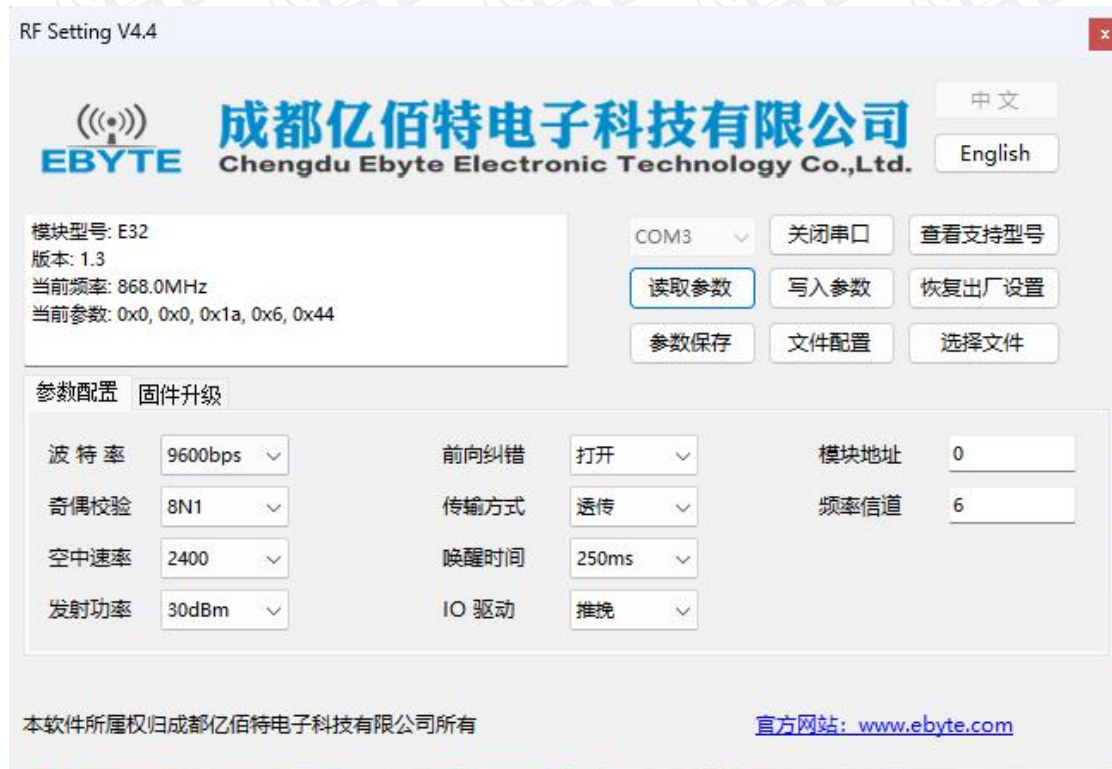 RF Setting V4.4
x
EBYTE
成都亿佰特电子科技有限公司
Chengdu Ebyte Electronic Technology Co.,Ltd.
中文
English
模块型号: E32
版本: 1.3
当前频率: 868.0MHz
当前参数: 0x0, 0x0, 0x1a, 0x6, 0x44
COM3 关闭串口 查看支持型号
读取参数 写入参数 恢复出厂设置
参数保存 文件配置 选择文件
参数配置 固件升级
波特率 9600bps 前向纠错 打开 模块地址 0
奇偶校验 8N1 传输方式 透传 频率信道 6
空中速率 2400 唤醒时间 250ms
发射功率 30dBm IO 驱动 推挽
本软件所属权归成都亿佰特电子科技有限公司所有 官方网站: www.ebyte.com